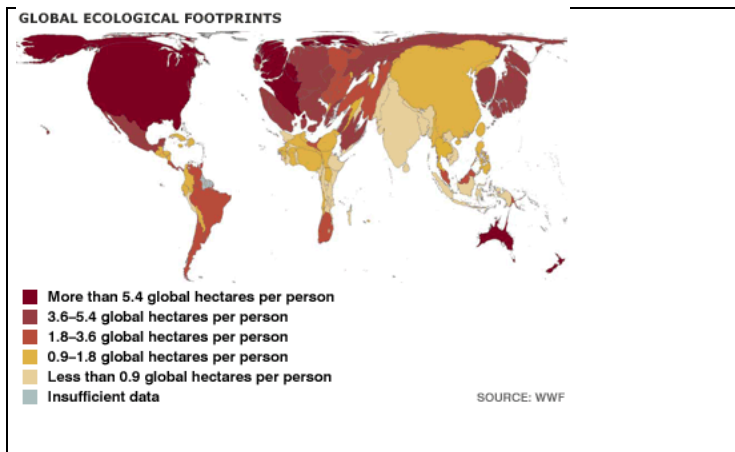 GLOBAL ECOLOGICAL FOOTPRINTS
More than 5.4 global hectares per person
3.6–5.4 global hectares per person
1.8–3.6 global hectares per person
0.9–1.8 global hectares per person
Less than 0.9 global hectares per person
Insufficient data
SOURCE: WWF